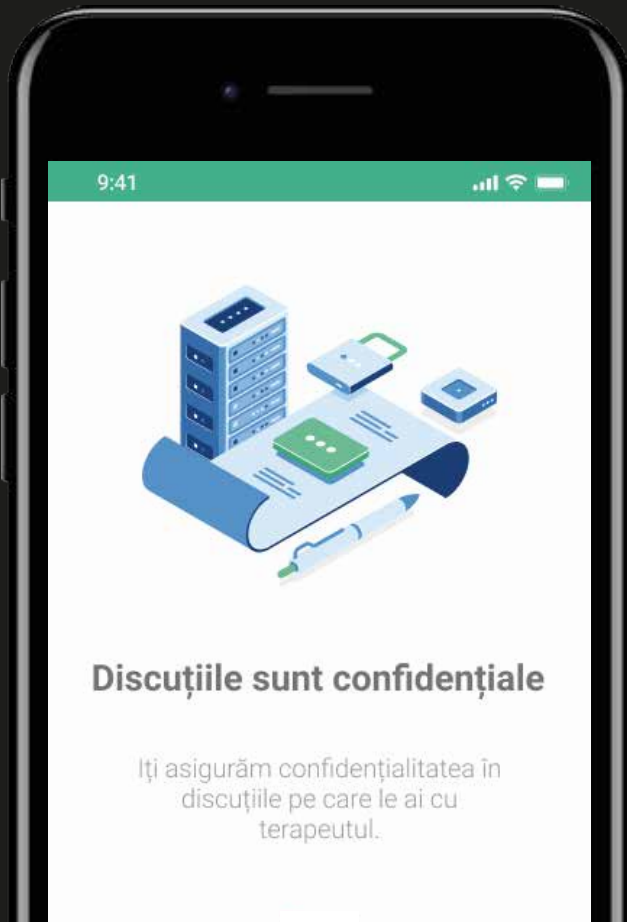 9:41
Discuțiile sunt confidențiale
Iți asigurăm confidențialitatea în
discuțiile pe care le ai cu
terapeutul.